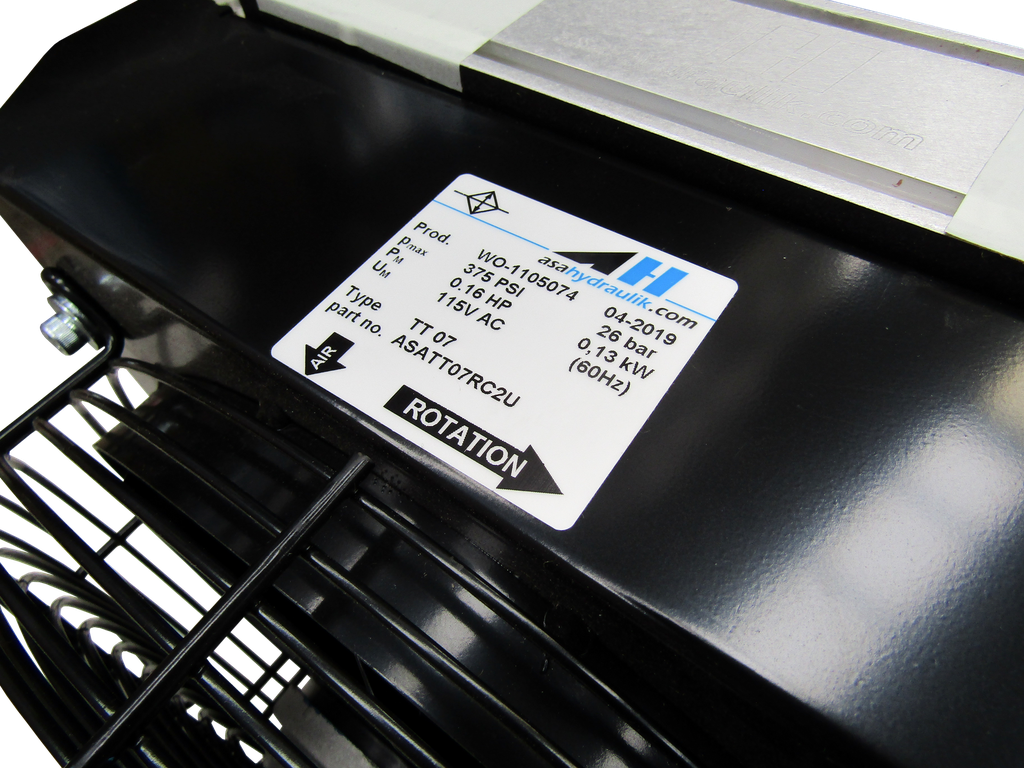 asahydraulik.com
Prod. WO-1105074 04-2019
pmax 375 PSI 26 bar
PM 0.16 HP 0,13 kW
UM 115V AC (60Hz)
Type TT 07
part no. ASATT07RC2U
AIR
ROTATION